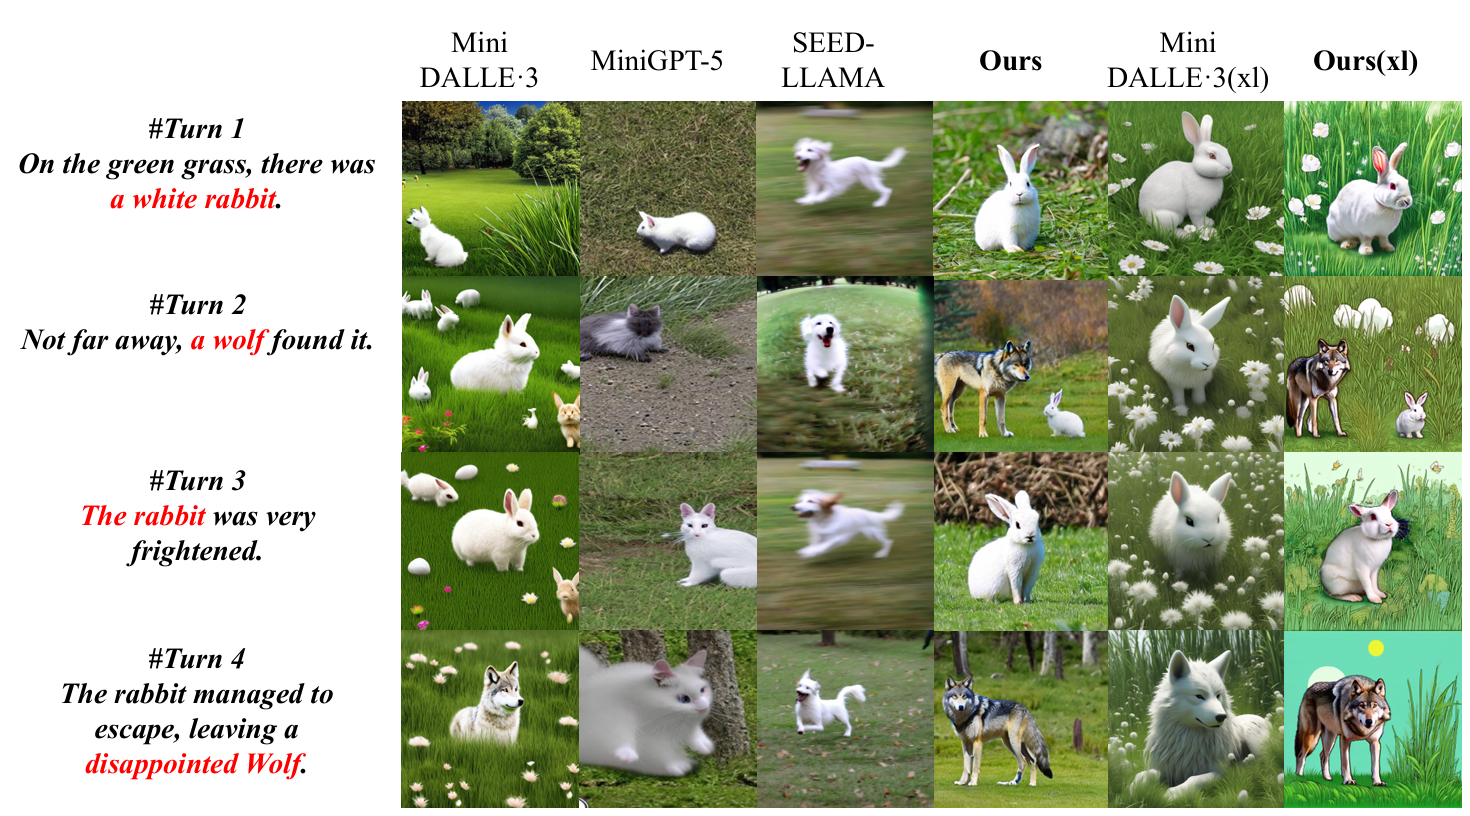 Mini
DALLE·3
MiniGPT-5
SEED-
LLAMA
Ours
Mini
DALLE·3(xl)
Ours(xl)
#Turn 1
On the green grass, there was
a white rabbit.
#Turn 2
Not far away, a wolf found it.
#Turn 3
The rabbit was very
frightened.
#Turn 4
The rabbit managed to
escape, leaving a
disappointed Wolf.